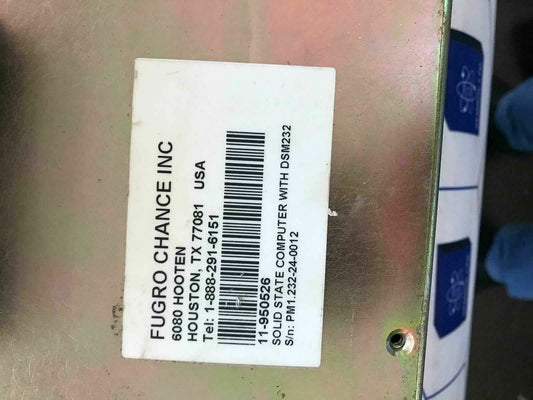 FUGRO CHANCE INC
6080 HOOTEN
HOUSTON, TX 77081 USA
Tel: 1-888-291-6151
11-950526
SOLID STATE COMPUTER WITH DSM232
S/n: PM1.232-24-0012